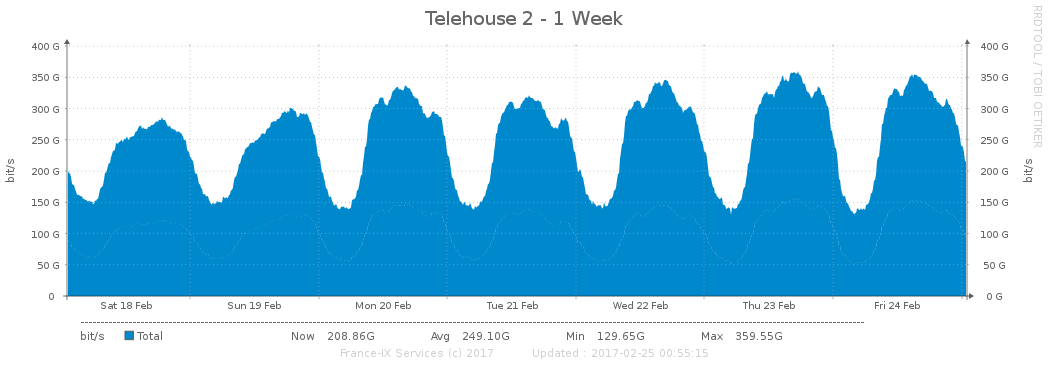 Telehouse 2 - 1 Week
RRDTOOL / TOBI OETIKER
bit/s
bit/s
400 G 400 G
350 G 350 G
300 G 300 G
250 G 250 G
200 G 200 G
150 G 150 G
100 G 100 G
50 G 50 G
0 0 G
Sat 18 Feb Sun 19 Feb Mon 20 Feb Tue 21 Feb Wed 22 Feb Thu 23 Feb Fri 24 Feb
bit/s Total Now 208.86G Avg 249.10G Min 129.65G Max 359.55G
France-IX Services (c) 2017 Updated : 2017-02-25 00:55:15